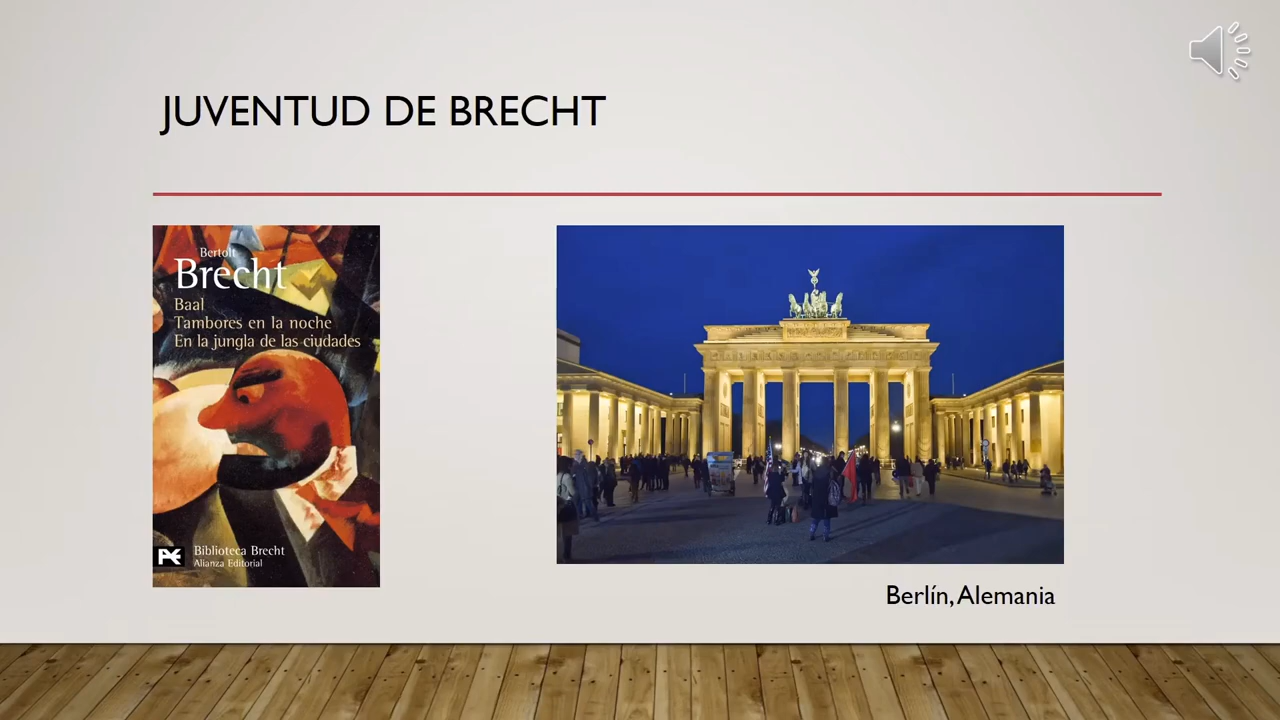 JUVENTUD DE BRECHT
Bertolt
Brecht
Baal
Tambores en la noche
En la jungla de las ciudades
Biblioteca Brecht
Alianza Editorial
Berlín, Alemania